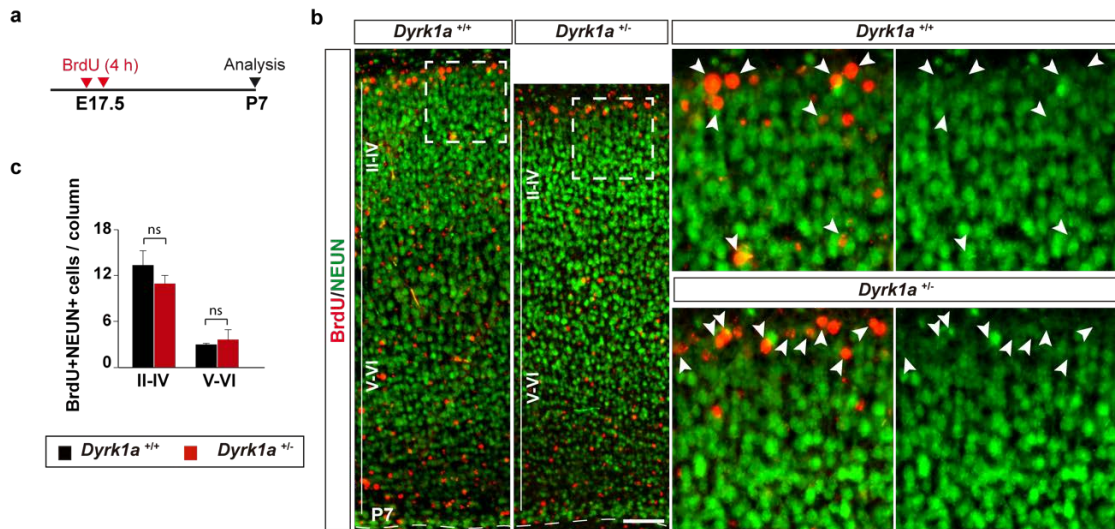 a
BrdU (4 h)
Analysis
E17.5
P7
b
Dyrk1a +/+
Dyrk1a +/-
Dyrk1a +/+
BrdU/NEUN
II-IV
V-VI
P7
II-IV
V-VI
Dyrk1a +/-
c
BrdU+NEUN+ cells / column
18
12
6
0
ns
ns
II-IV
V-VI
Dyrk1a +/+
Dyrk1a +/-